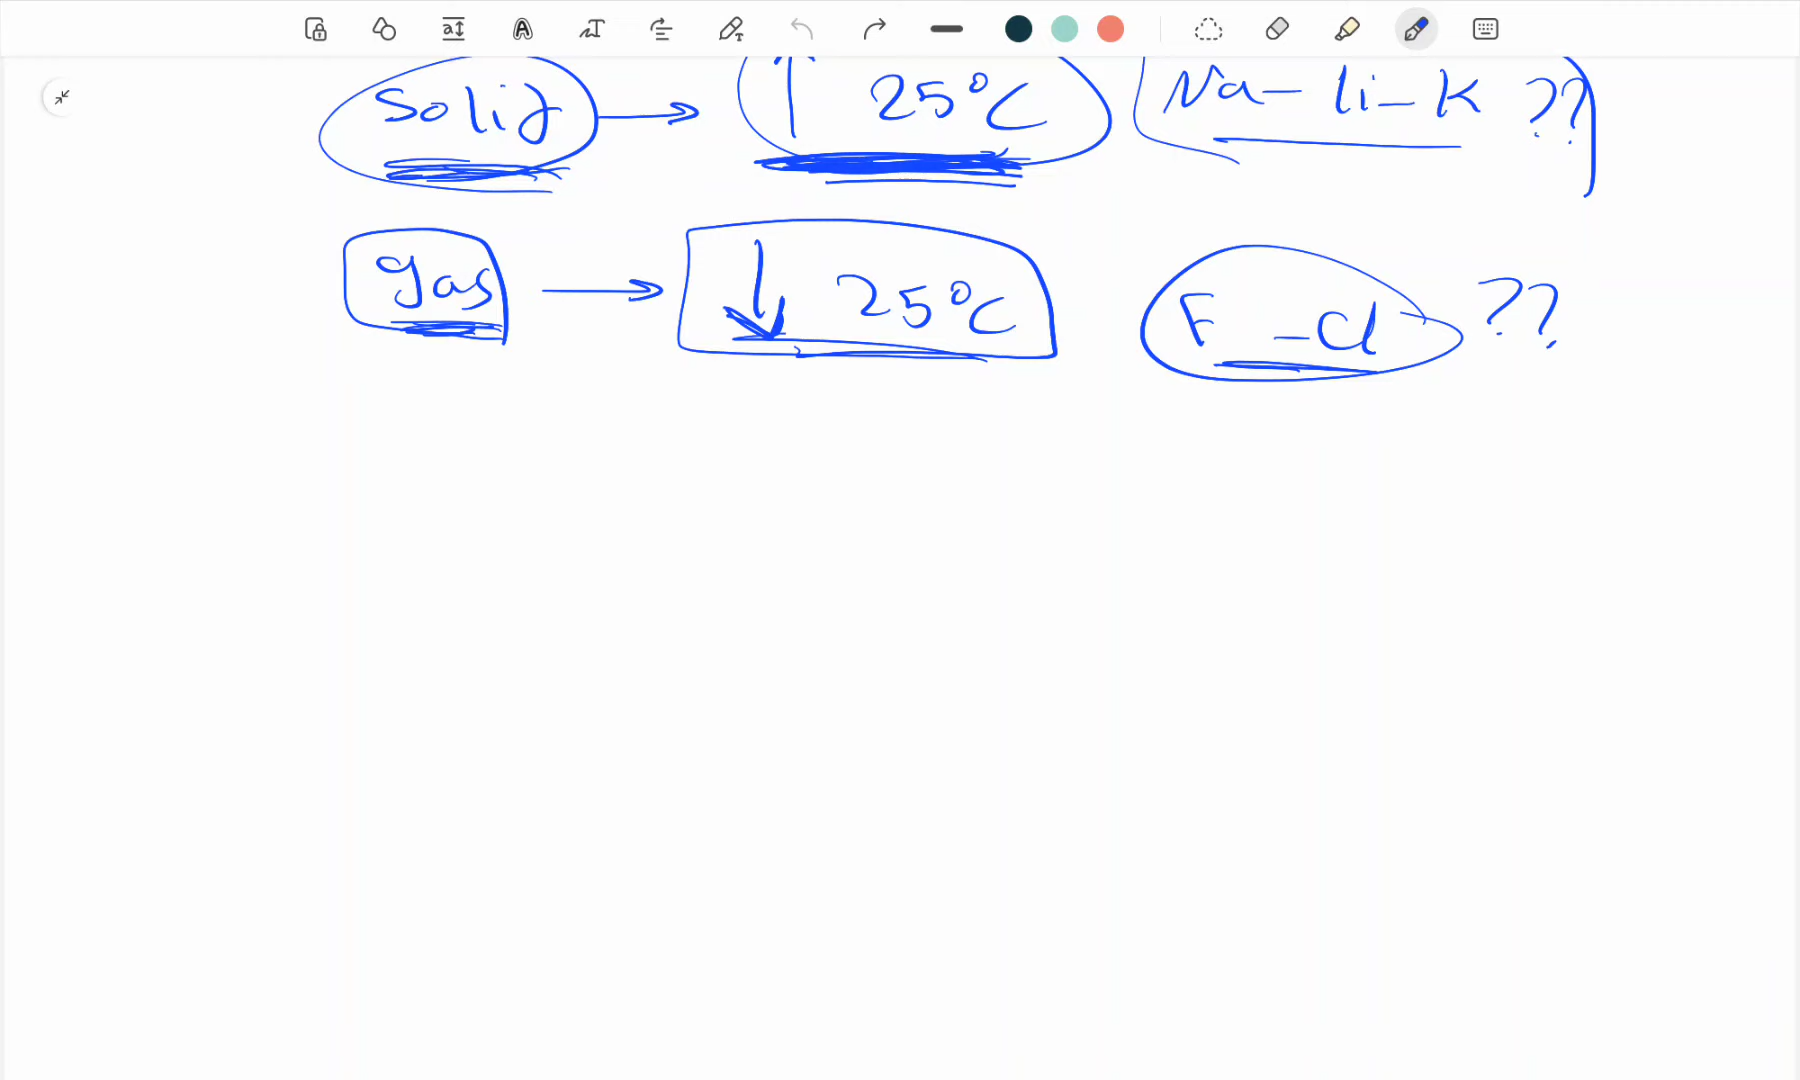 Solid → ↑ 25°C Na - li - K ??
gas → ↓ 25°C F - Cl ??